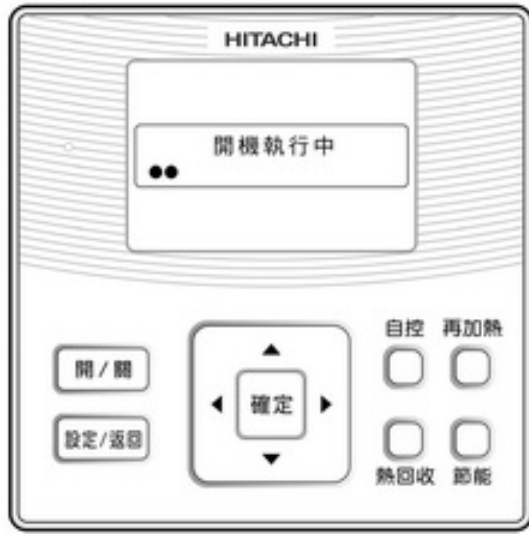 HITACHI
開機執行中
自控 再加熱
開/關
確定
設定/返回
熱回收 節能